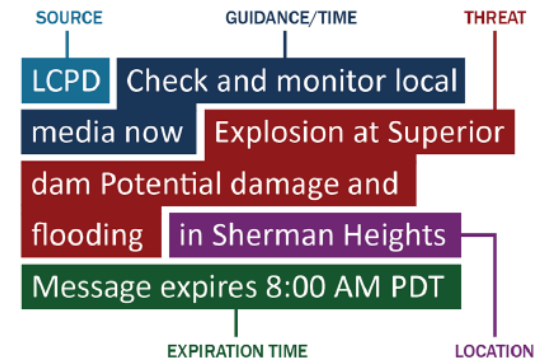 SOURCE GUIDANCE/TIME THREAT
LCPD Check and monitor local
media now Explosion at Superior
dam Potential damage and
flooding in Sherman Heights
Message expires 8:00 AM PDT
EXPIRATION TIME LOCATION